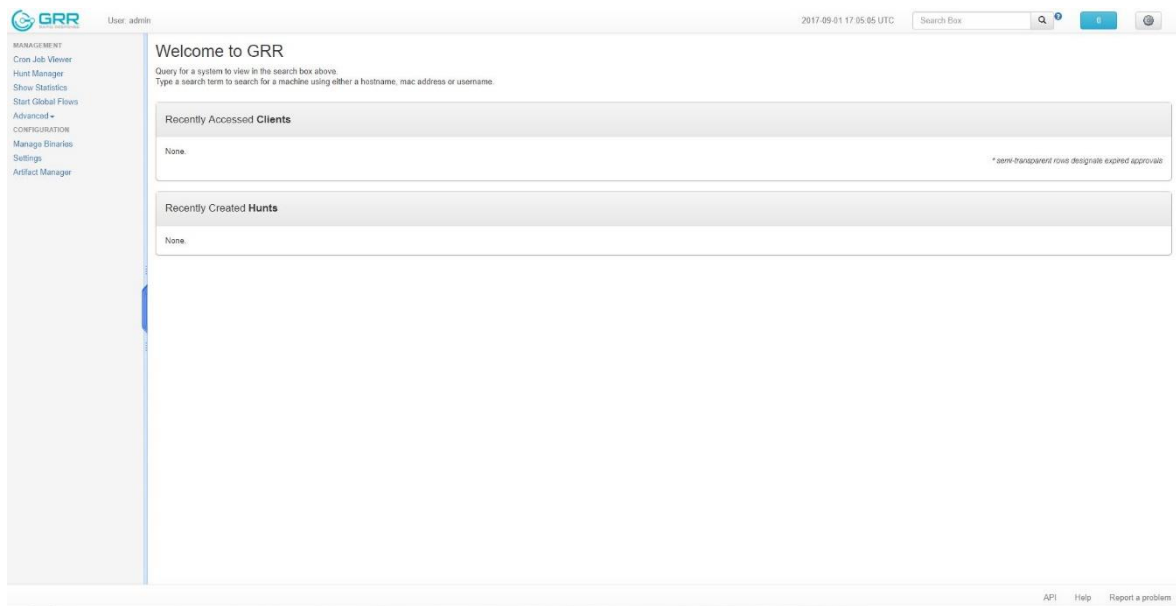 GRR
User: admin
2017-09-01 17:05:05 UTC
Search Box
MANAGEMENT
Cron Job Viewer
Hunt Manager
Show Statistics
Start Global Flows
Advanced
CONFIGURATION
Manage Binaries
Settings
Artifact Manager
Welcome to GRR
Query for a system to view in the search box above.
Type a search term to search for a machine using either a hostname, mac address or username.
Recently Accessed Clients
None.
* semi-transparent rows designate expired approvals
Recently Created Hunts
None.
API Help Report a problem